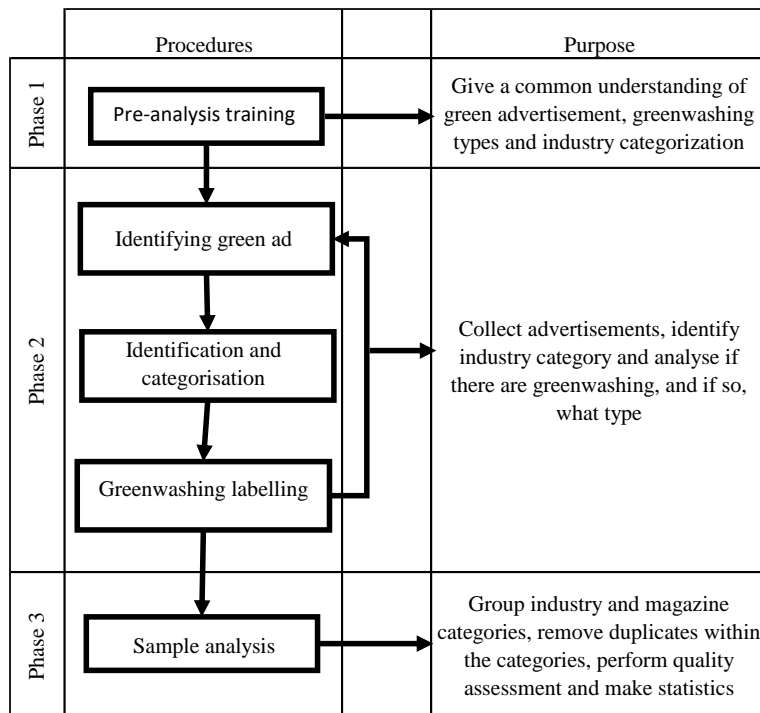 Procedures
Purpose
Phase 1
Pre-analysis training
Give a common understanding of
green advertisement, greenwashing
types and industry categorization
Phase 2
Identifying green ad
Identification and
categorisation
Greenwashing labelling
Collect advertisements, identify
industry category and analyse if
there are greenwashing, and if so,
what type
Phase 3
Sample analysis
Group industry and magazine
categories, remove duplicates within
the categories, perform quality
assessment and make statistics